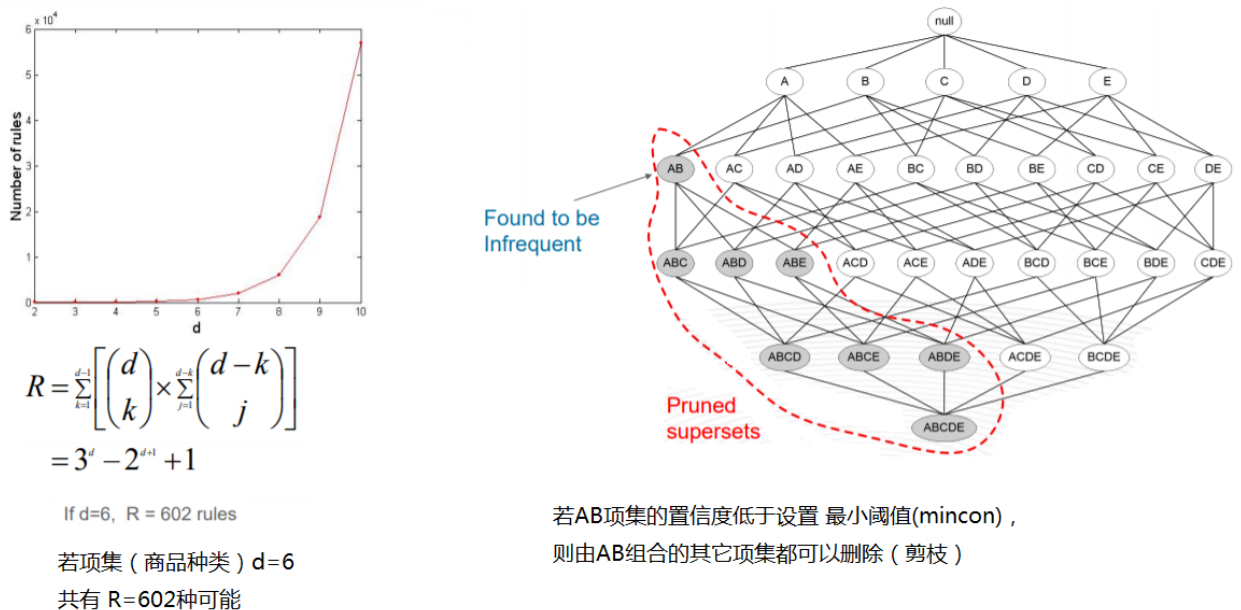 x 10⁴
6
5
4
3
2
1
0
Number of rules
2 3 4 5 6 7 8 9 10
d
R = \sum_{k=1}^{d-1} [ \binom{d}{k} × \sum_{j=1}^{d-k} \binom{d-k}{j} ]
= 3^d − 2^{d+1} + 1
If d=6, R = 602 rules
若项集（商品种类）d=6
共有 R=602种可能
null
A B C D E
AB AC AD AE BC BD BE CD CE DE
Found to be
Infrequent
ABC ABD ABE ACD ACE ADE BCD BCE BDE CDE
ABCD ABCE ABDE ACDE BCDE
Pruned
supersets
ABCDE
若AB项集的置信度低于设置 最小阈值(mincon)，
则由AB组合的其它项集都可以删除（剪枝）